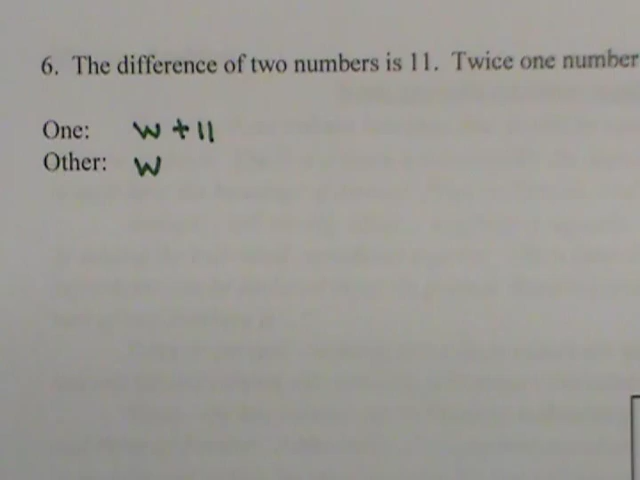 6. The difference of two numbers is 11. Twice one number
One: w + 11
Other: w